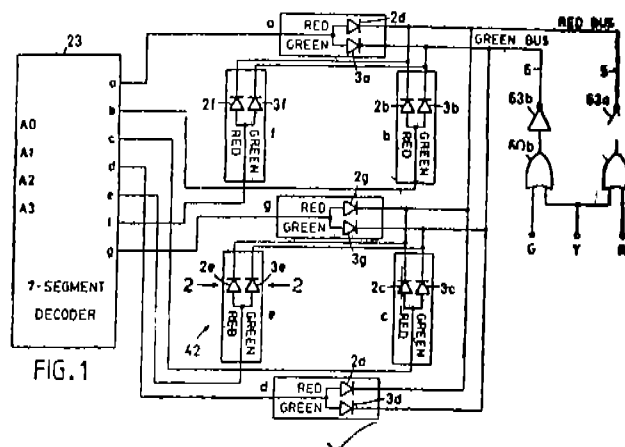 23
A0
A1
A2
A3
a
b
c
d
e
f
g
7-SEGMENT
DECODER
FIG.1
a
RED
GREEN
2d
3a
2f
3f
RED
GREEN
f
2b
3b
b
RED
GREEN
g
RED
GREEN
2g
3g
2e
3e
2
2
RED
GREEN
e
42
2c
3c
c
RED
GREEN
d
RED
GREEN
2d
3d
RED BUS
GREEN BUS
5
5
63b
63a
60b
G
Y
R